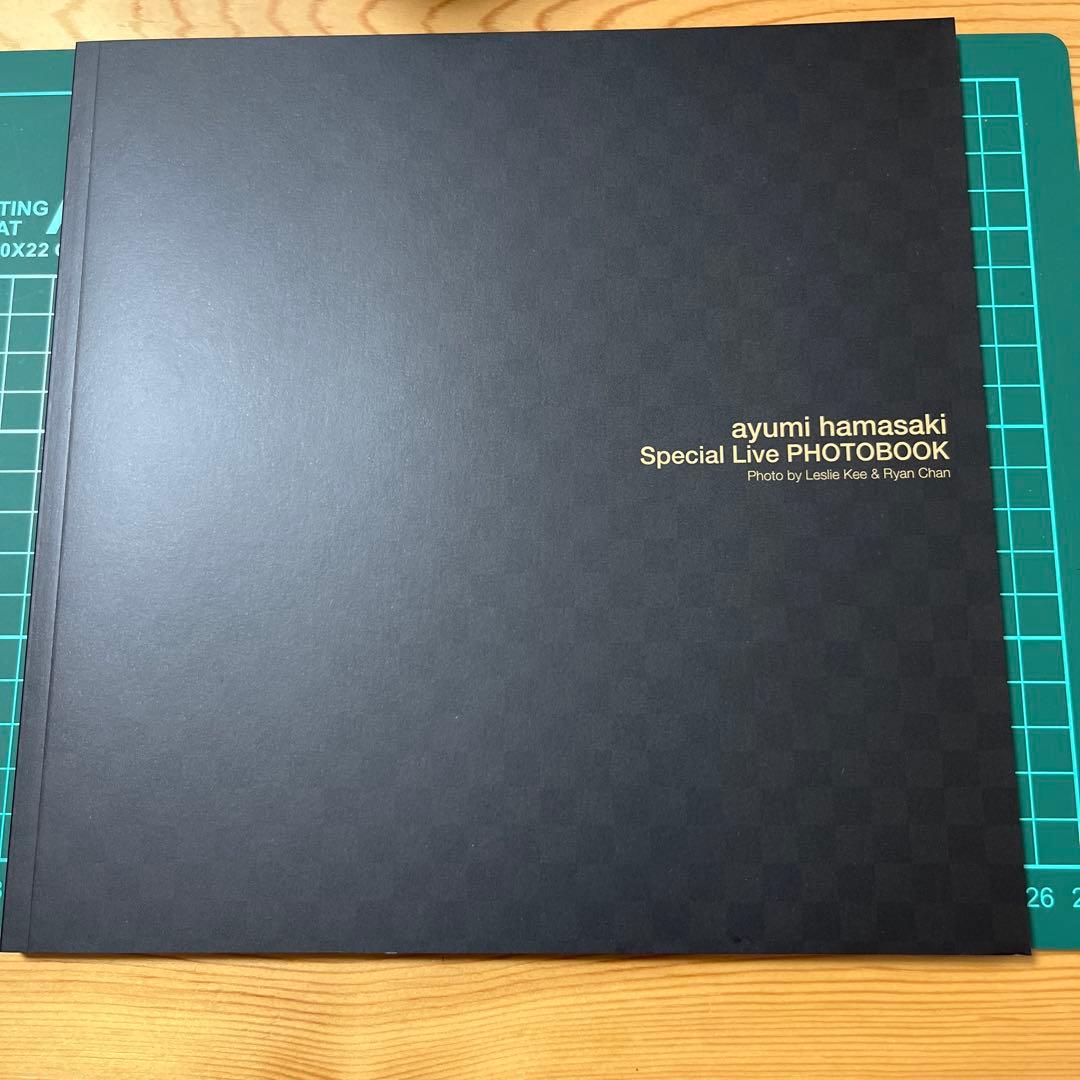 ayumi hamasaki
Special Live PHOTOBOOK
Photo by Leslie Kee & Ryan Chan
TING
AT
0X22
26